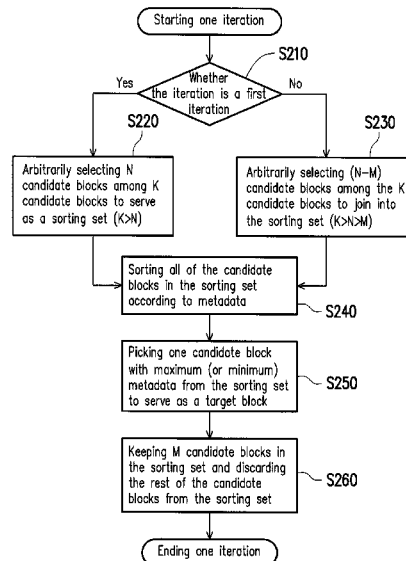 Starting one iteration
S210
Whether
the iteration is a first
iteration
Yes
No
S220
S230
Arbitrarily selecting N
candidate blocks among K
candidate blocks to serve
as a sorting set (K>N)
Arbitrarily selecting (N-M)
candidate blocks among the K
candidate blocks to join into
the sorting set (K>N>M)
Sorting all of the candidate
blocks in the sorting set
according to metadata
S240
Picking one candidate block
with maximum (or minimum)
metadata from the sorting set
to serve as a target block
S250
Keeping M candidate blocks in
the sorting set and discarding
the rest of the candidate
blocks from the sorting set
S260
Ending one iteration